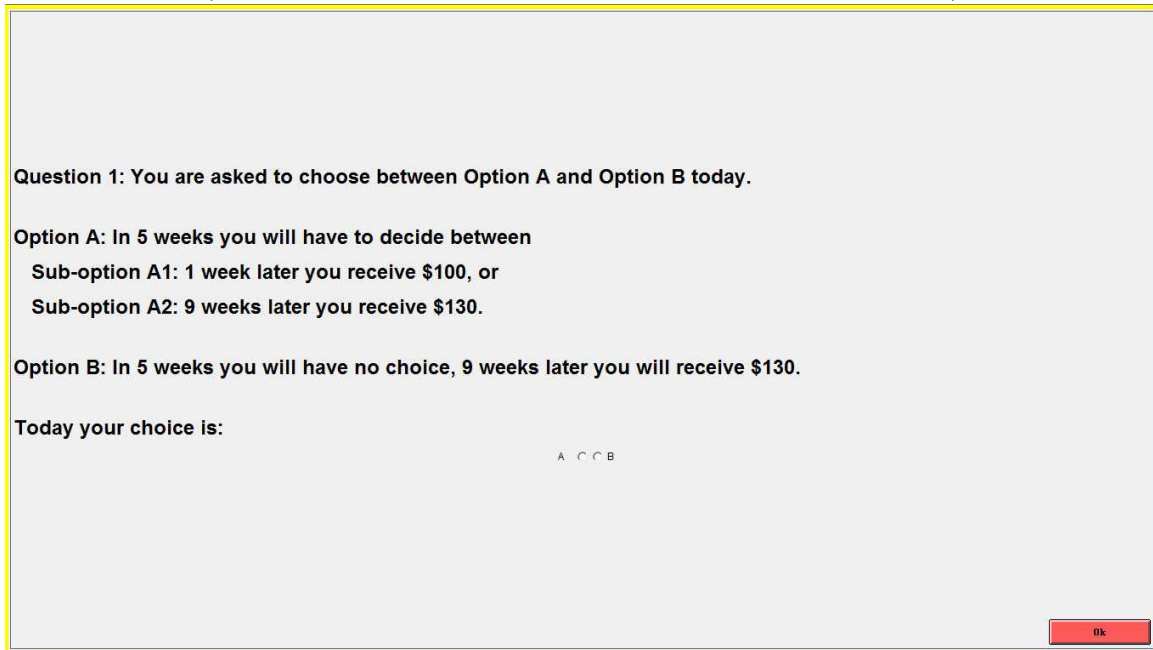 Question 1: You are asked to choose between Option A and Option B today.
Option A: In 5 weeks you will have to decide between
Sub-option A1: 1 week later you receive $100, or
Sub-option A2: 9 weeks later you receive $130.
Option B: In 5 weeks you will have no choice, 9 weeks later you will receive $130.
Today your choice is:
A B
Ok